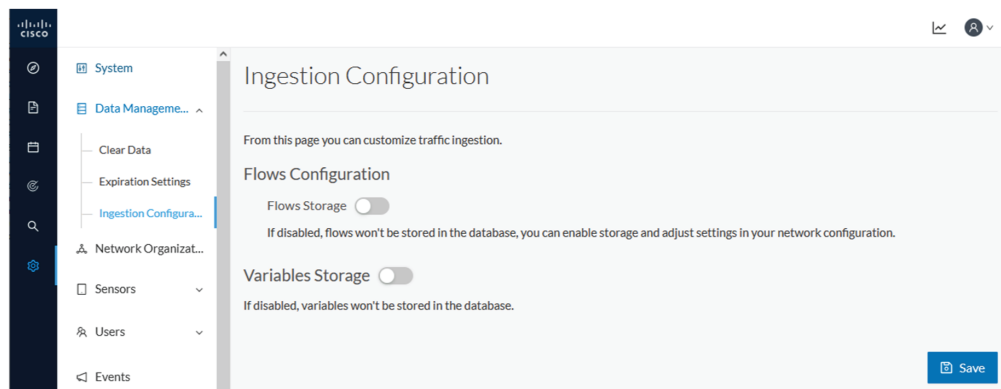 CISCO
System
Data Manageme...
Clear Data
Expiration Settings
Ingestion Configura...
Network Organizat...
Sensors
Users
Events
Ingestion Configuration
From this page you can customize traffic ingestion.
Flows Configuration
Flows Storage
If disabled, flows won't be stored in the database, you can enable storage and adjust settings in your network configuration.
Variables Storage
If disabled, variables won't be stored in the database.
Save